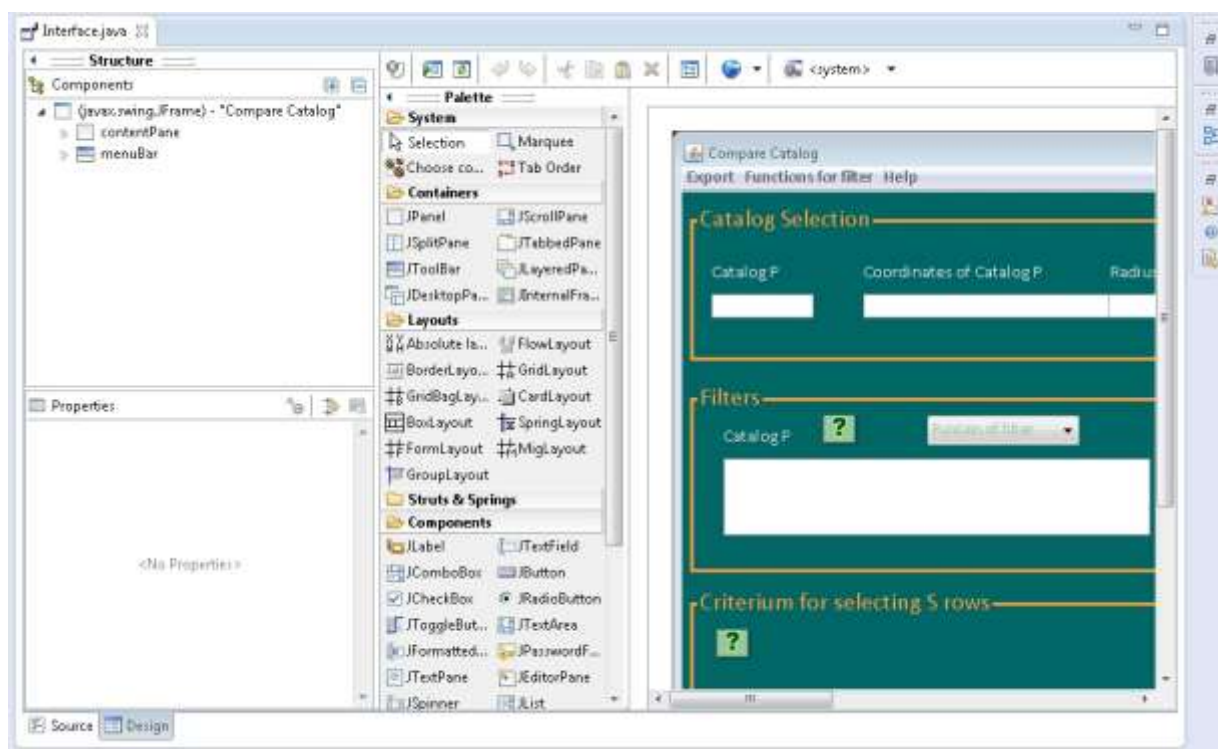 Interface.java
Structure
Components
(javax.swing.JFrame) - "Compare Catalog"
contentPane
menuBar
Properties
<No Properties>
Source Design
<system>
Palette
System
Selection Marquee
Choose co... Tab Order
Containers
JPanel JScrollPane
JSplitPane JTabbedPane
JToolBar JLayeredPa...
JDesktopPa... JInternalFra...
Layouts
Absolute la... FlowLayout
BorderLayo... GridLayout
GridBagLay... CardLayout
BoxLayout SpringLayout
FormLayout MigLayout
GroupLayout
Struts & Springs
Components
JLabel JTextField
JComboBox JButton
JCheckBox JRadioButton
JToggleBut... JTextArea
JFormatted... JPasswordF...
JTextPane JEditorPane
JSpinner JList
Compare Catalog
Export Functions for filter Help
Catalog Selection
Catalog P Coordinates of Catalog P Radius
Filters
Catalog P ? Function of filter
Criterium for selecting S rows
?